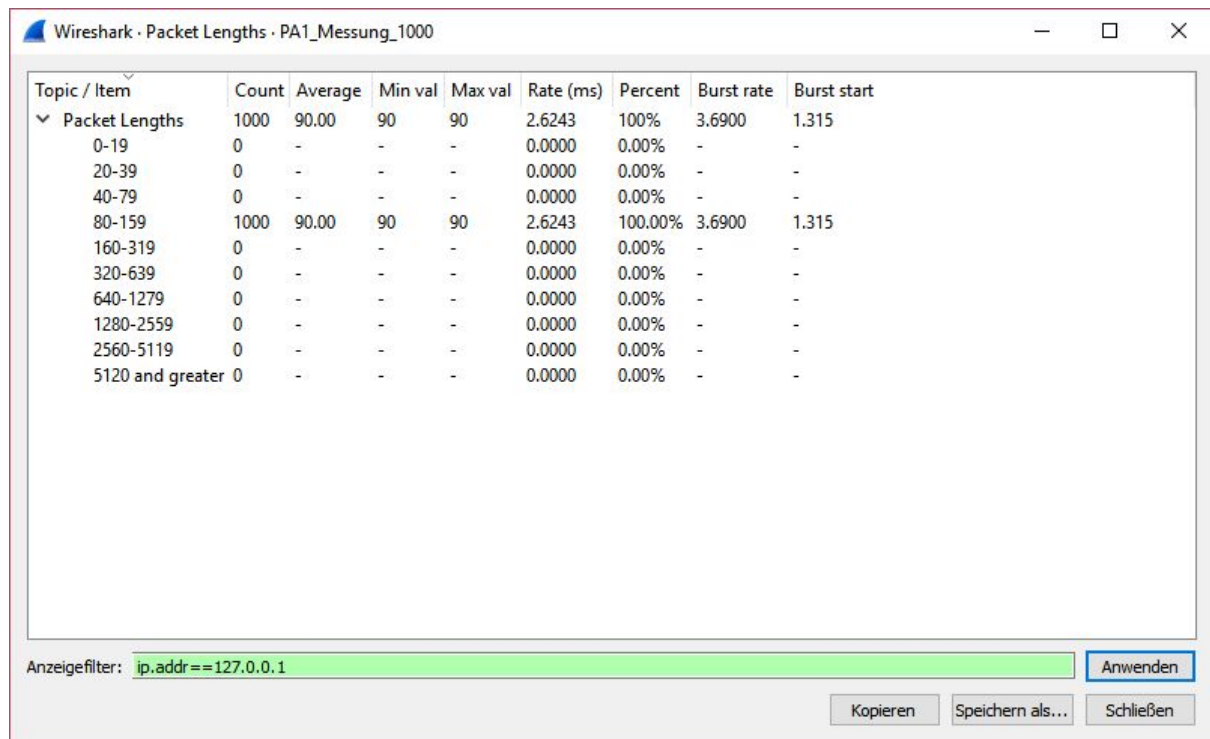 Wireshark · Packet Lengths · PA1_Messung_1000
Topic / Item Count Average Min val Max val Rate (ms) Percent Burst rate Burst start
Packet Lengths 1000 90.00 90 90 2.6243 100% 3.6900 1.315
0-19 0 - - - 0.0000 0.00% - -
20-39 0 - - - 0.0000 0.00% - -
40-79 0 - - - 0.0000 0.00% - -
80-159 1000 90.00 90 90 2.6243 100.00% 3.6900 1.315
160-319 0 - - - 0.0000 0.00% - -
320-639 0 - - - 0.0000 0.00% - -
640-1279 0 - - - 0.0000 0.00% - -
1280-2559 0 - - - 0.0000 0.00% - -
2560-5119 0 - - - 0.0000 0.00% - -
5120 and greater 0 - - - 0.0000 0.00% - -
Anzeigefilter: ip.addr==127.0.0.1 Anwenden
Kopieren Speichern als... Schließen